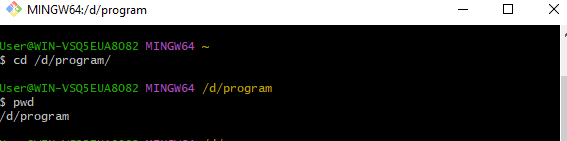 MINGW64:/d/program
User@WIN-VSQ5EUA8082 MINGW64 ~
$ cd /d/program/
User@WIN-VSQ5EUA8082 MINGW64 /d/program
$ pwd
/d/program